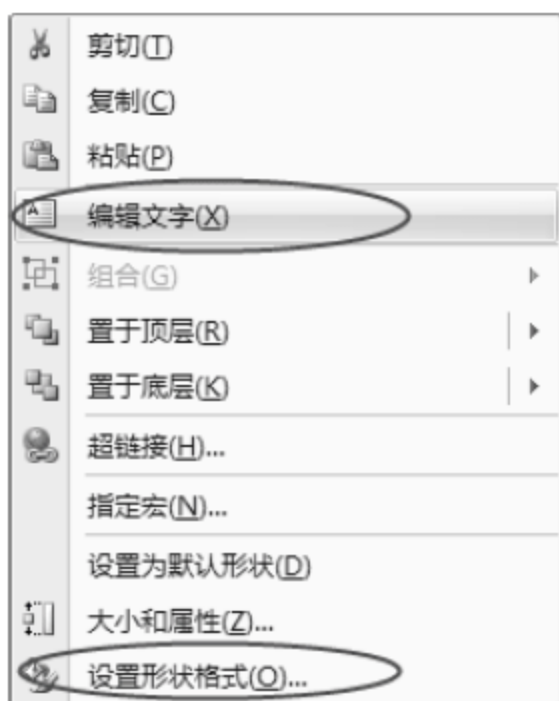 剪切(T)
复制(C)
粘贴(P)
编辑文字(X)
组合(G)
置于顶层(R)
置于底层(K)
超链接(H)...
指定宏(N)...
设置为默认形状(D)
大小和属性(Z)...
设置形状格式(O)...